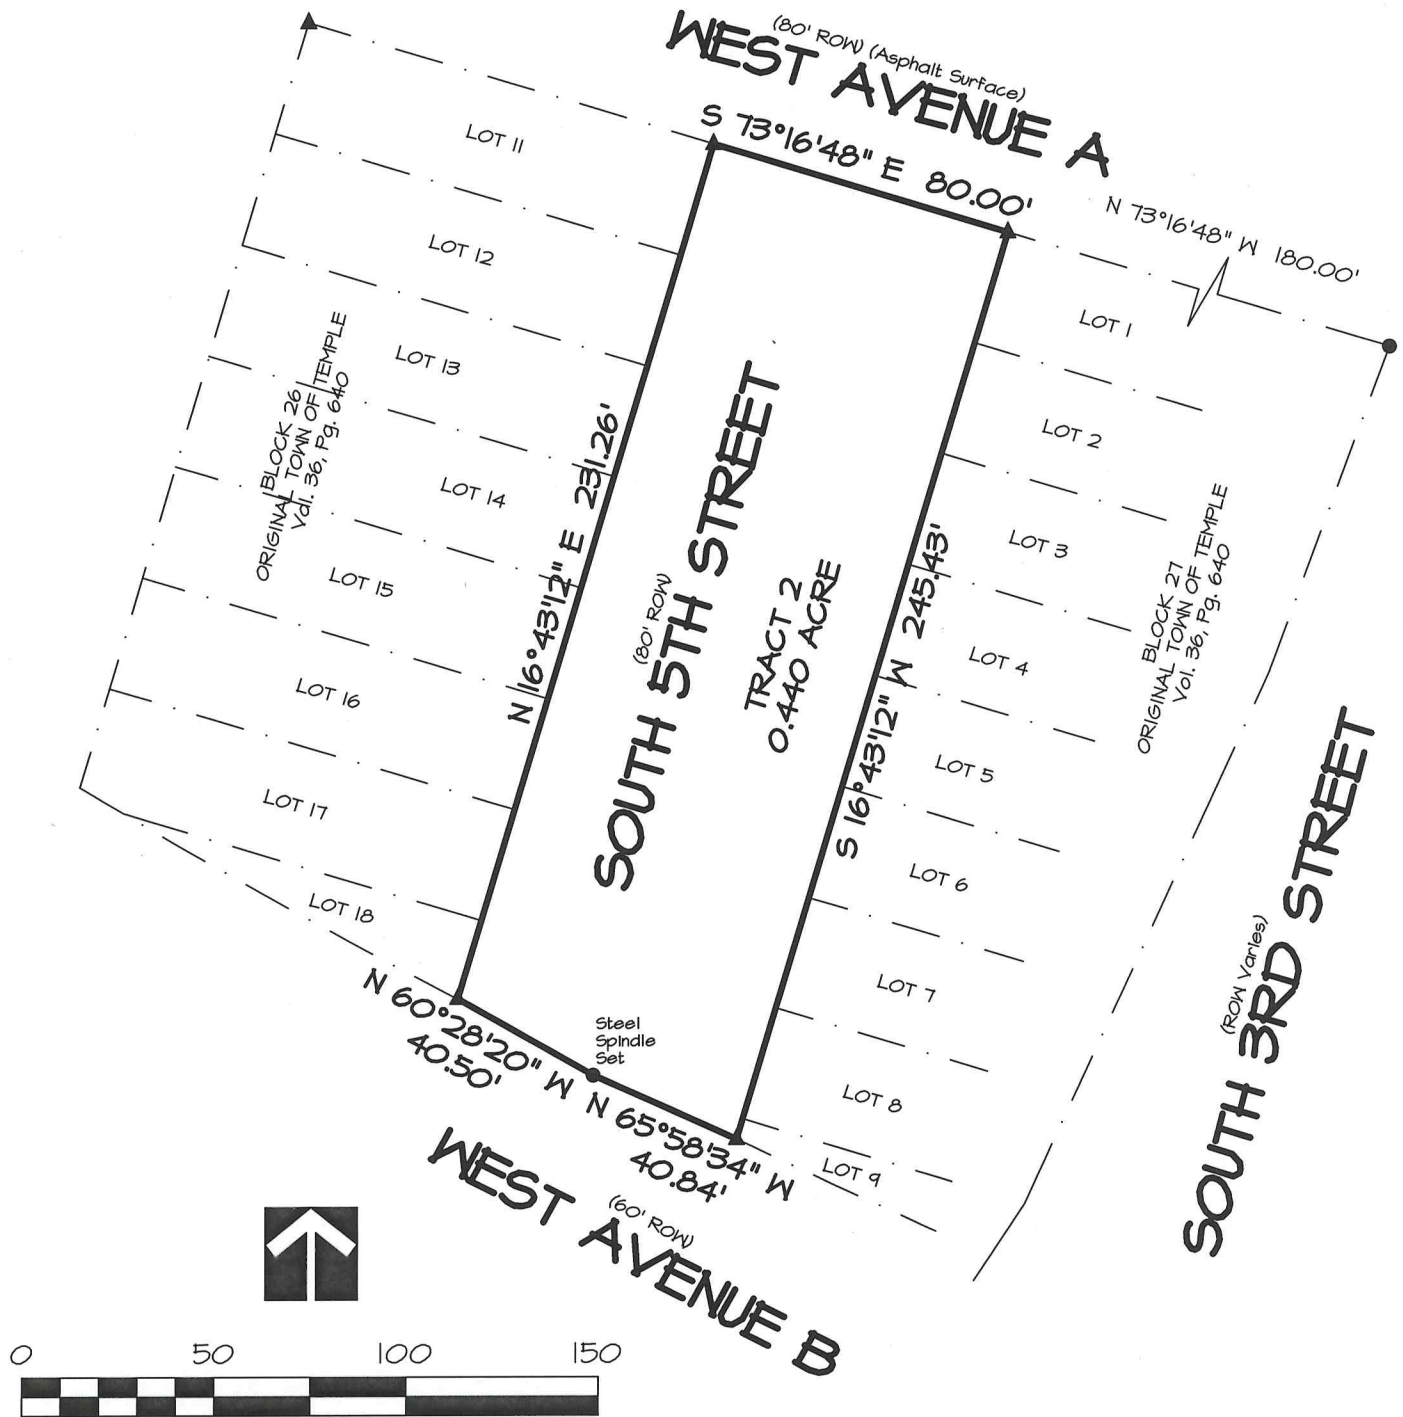 (80' ROW) (Asphalt Surface)
WEST AVENUE A
S 73°16'48" E 80.00'
N 73°16'48" W 180.00'
LOT 11
LOT 12
LOT 13
LOT 14
LOT 15
LOT 16
LOT 17
LOT 18
BLOCK 26
ORIGINAL TOWN OF TEMPLE
Vol. 36, Pg. 640
N 16°43'12" E 231.26'
(80' ROW)
SOUTH 5TH STREET
TRACT 2
0.440 ACRE
S 16°43'12" W 245.43'
LOT 1
LOT 2
LOT 3
LOT 4
LOT 5
LOT 6
LOT 7
LOT 8
LOT 9
BLOCK 27
ORIGINAL TOWN OF TEMPLE
Vol. 36, Pg. 640
(ROW Varies)
SOUTH 3RD STREET
N 60°28'20" W
40.50'
Steel
Spindle
Set
N 65°58'34" W
40.84'
(60' ROW)
WEST AVENUE B
0 50 100 150